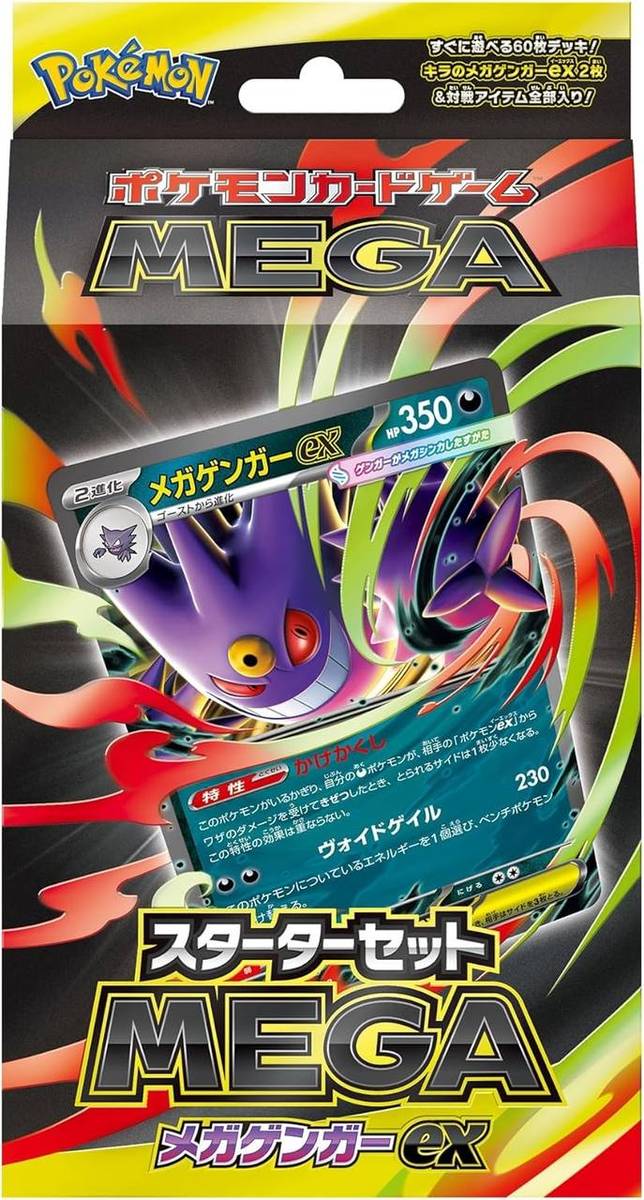 POKéMON
すぐに遊べる60枚デッキ!
キラのメガゲンガーex 2枚
&対戦アイテム全部入り!
ポケモンカードゲーム
MEGA
2進化
メガゲンガーex
HP 350
ゴーストから進化
ゲンガーがメガシンカしたすがた
特性 かけかくし
このポケモンがいるかぎり、自分の ポケモンが、相手の「ポケモンex」から
ワザのダメージを受けてきぜつしたとき、とられるサイドは1枚少なくなる。
この特性の効果は重ならない。
ヴォイドゲイル 230
このポケモンについているエネルギーを1個選び、ベンチポケモン
にげる
相手はサイドを3枚とる。
スターターセット
MEGA
メガゲンガーex